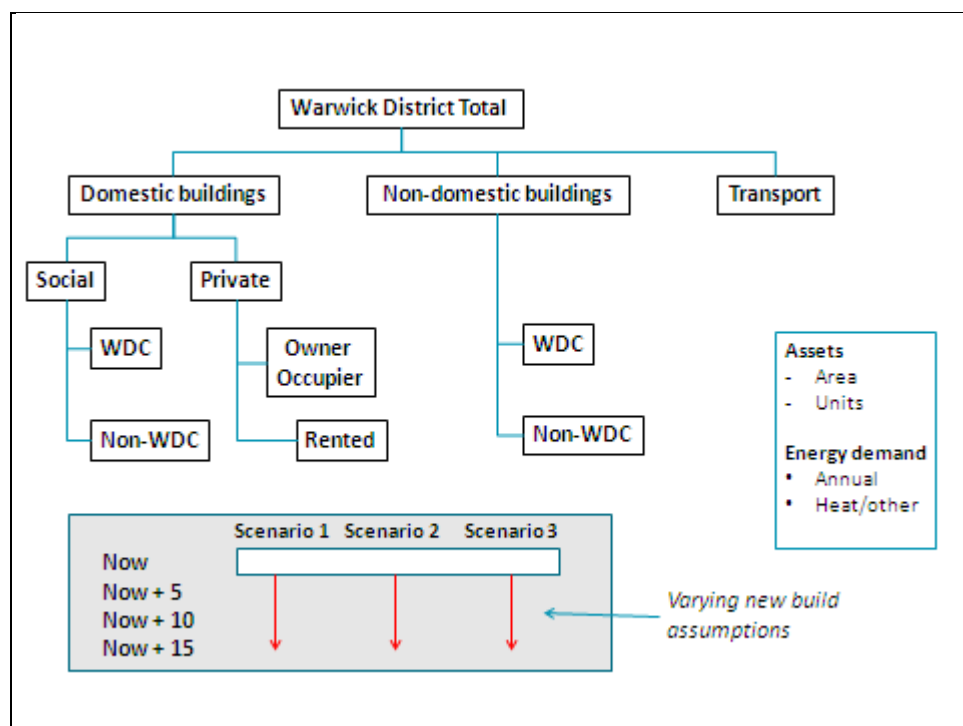 Warwick District Total
Domestic buildings
Non-domestic buildings
Transport
Social
Private
WDC
Owner
Occupier
WDC
Non-WDC
Rented
Non-WDC
Assets
- Area
- Units
Energy demand
• Annual
• Heat/other
Scenario 1 Scenario 2 Scenario 3
Now
Now + 5
Now + 10
Now + 15
Varying new build
assumptions